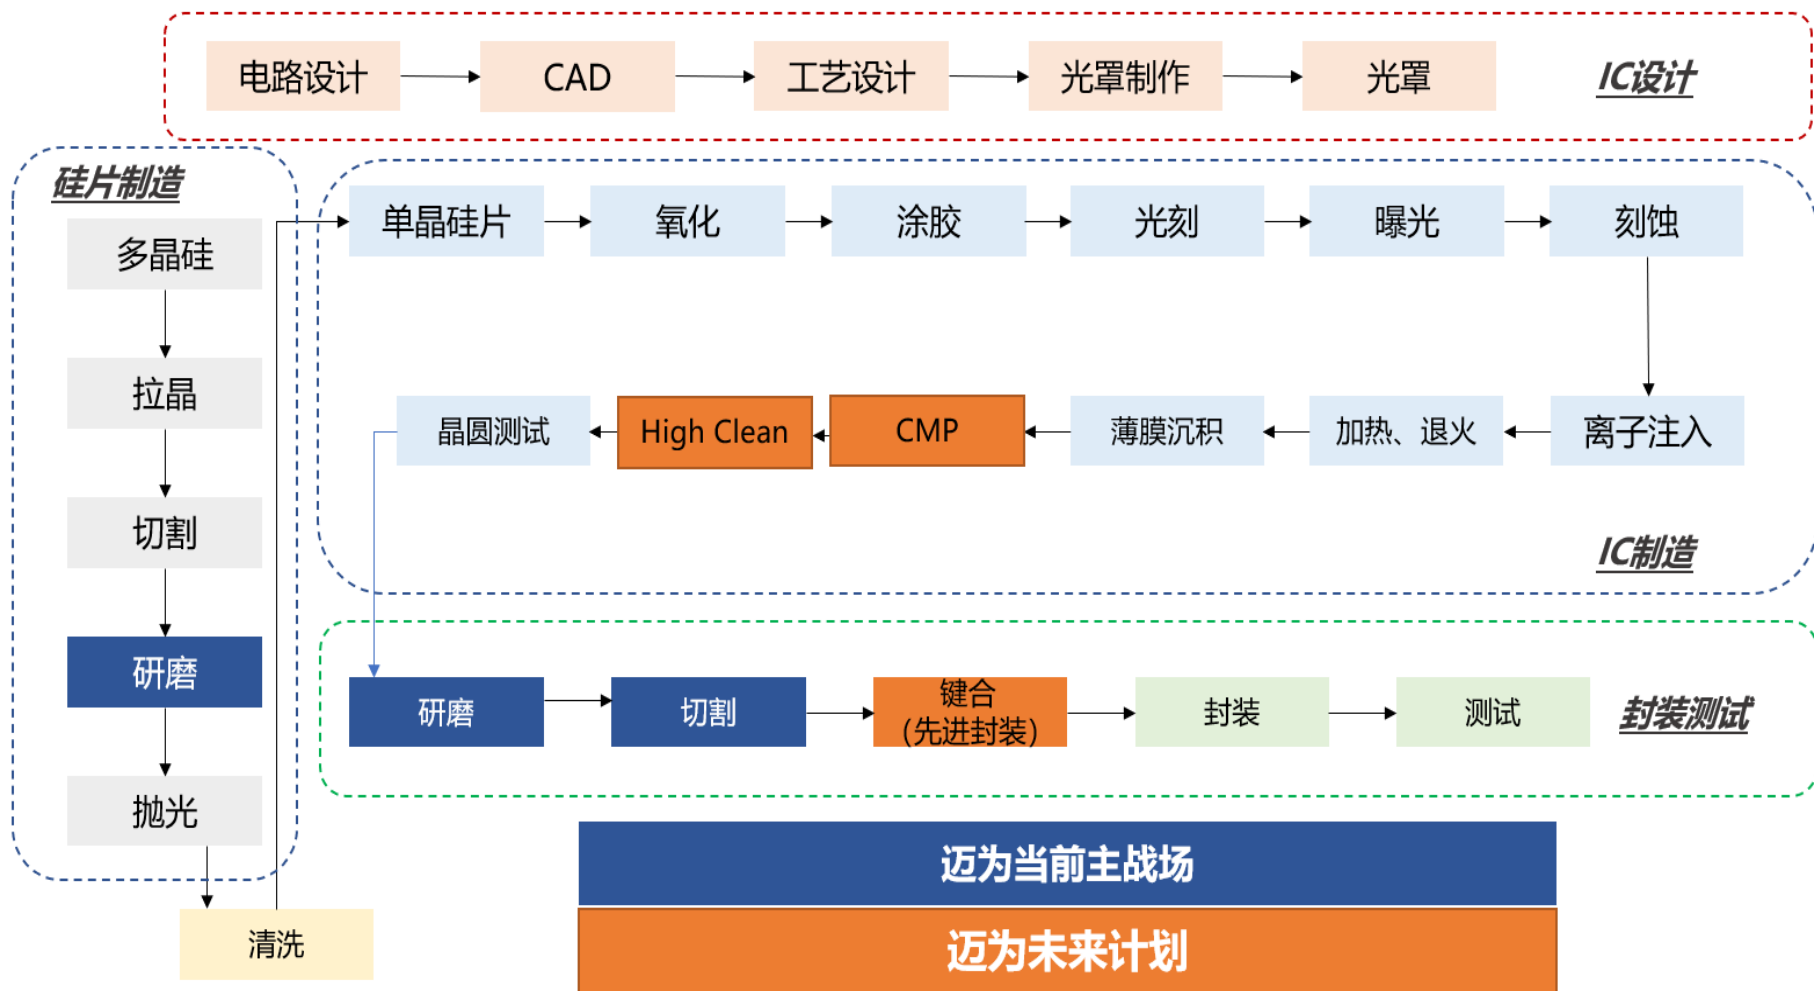 电路设计
CAD
工艺设计
光罩制作
光罩
IC设计
硅片制造
多晶硅
拉晶
切割
研磨
抛光
清洗
单晶硅片
氧化
涂胶
光刻
曝光
刻蚀
晶圆测试
High Clean
CMP
薄膜沉积
加热、退火
离子注入
IC制造
研磨
切割
键合
（先进封装）
封装
测试
封装测试
迈为当前主战场
迈为未来计划